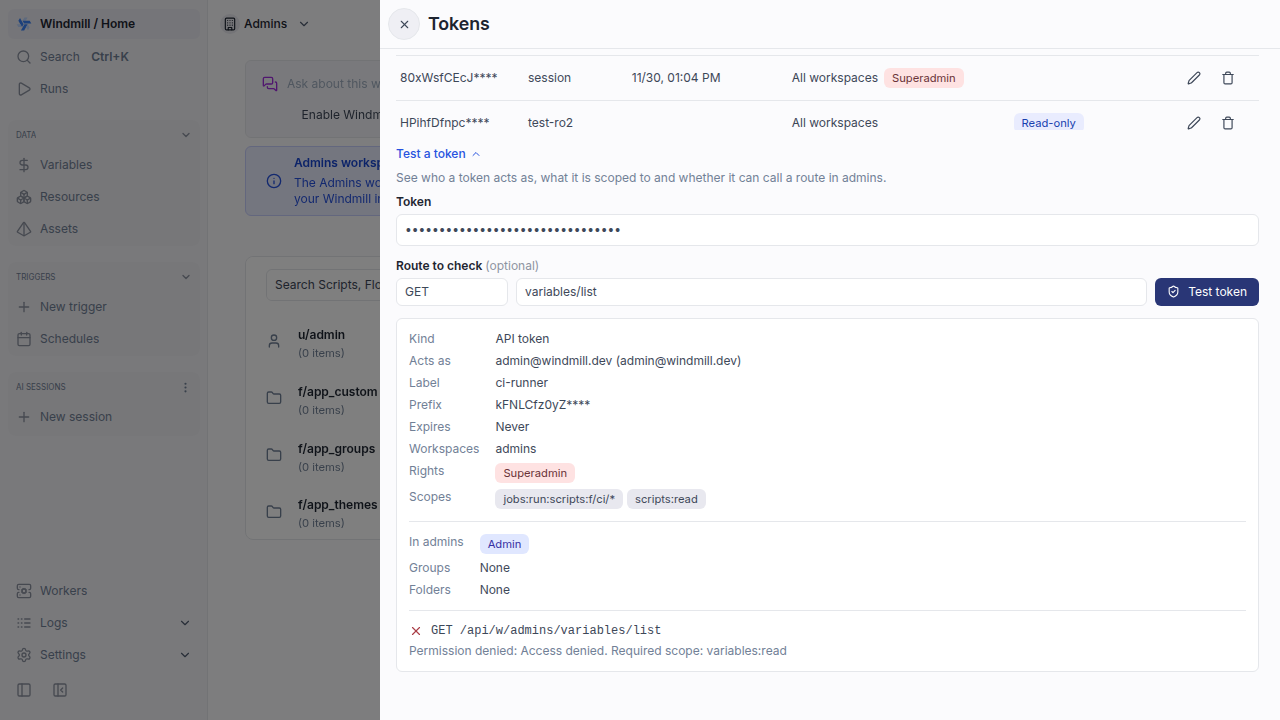 Windmill / Home
Search Ctrl+K
Runs
DATA
Variables
Resources
Assets
TRIGGERS
New trigger
Schedules
AI SESSIONS
New session
Workers
Logs
Settings
Admins
Ask about this w
Enable Windm
Admins worksp
The Admins wo
your Windmill in
Search Scripts, Flo
u/admin
(0 items)
f/app_custom
(0 items)
f/app_groups
(0 items)
f/app_themes
(0 items)
Tokens
80xWsfCEcJ**** session 11/30, 01:04 PM All workspaces Superadmin
HPihfDfnpc**** test-ro2 All workspaces Read-only
Test a token
See who a token acts as, what it is scoped to and whether it can call a route in admins.
Token
••••••••••••••••••••••••••••••••
Route to check (optional)
GET variables/list Test token
Kind API token
Acts as admin@windmill.dev (admin@windmill.dev)
Label ci-runner
Prefix kFNLCfz0yZ****
Expires Never
Workspaces admins
Rights Superadmin
Scopes jobs:run:scripts:f/ci/* scripts:read
In admins Admin
Groups None
Folders None
GET /api/w/admins/variables/list
Permission denied: Access denied. Required scope: variables:read